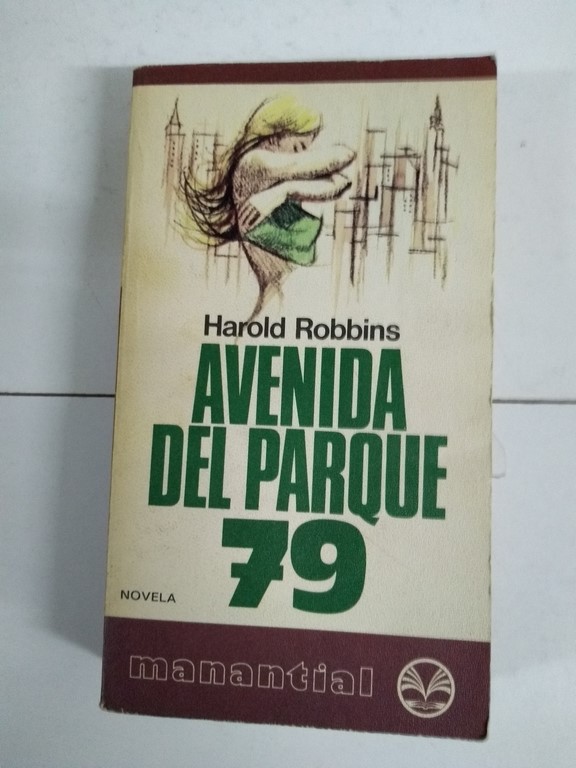 Harold Robbins
AVENIDA
DEL PARQUE
79
NOVELA
manantial